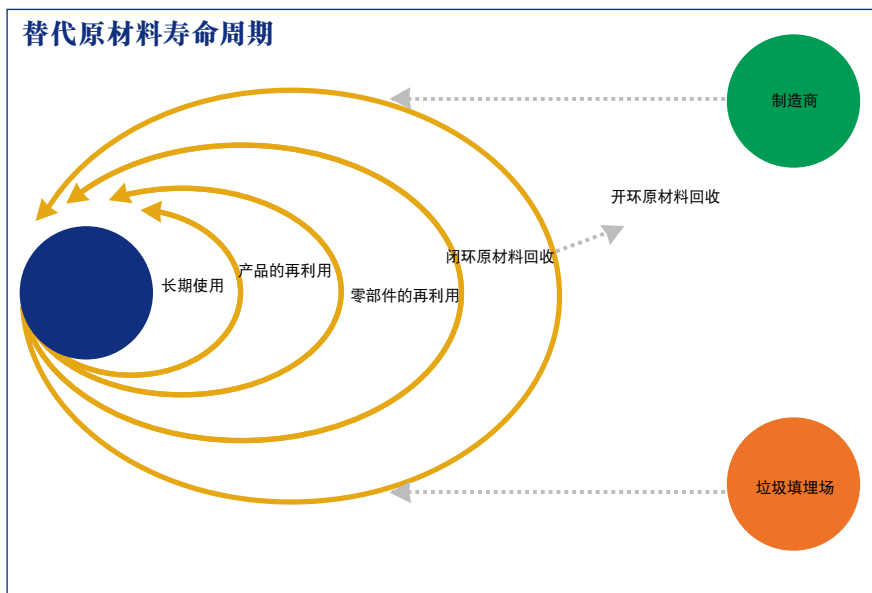 替代原材料寿命周期
制造商
开环原材料回收
闭环原材料回收
产品的再利用
长期使用
零部件的再利用
垃圾填埋场